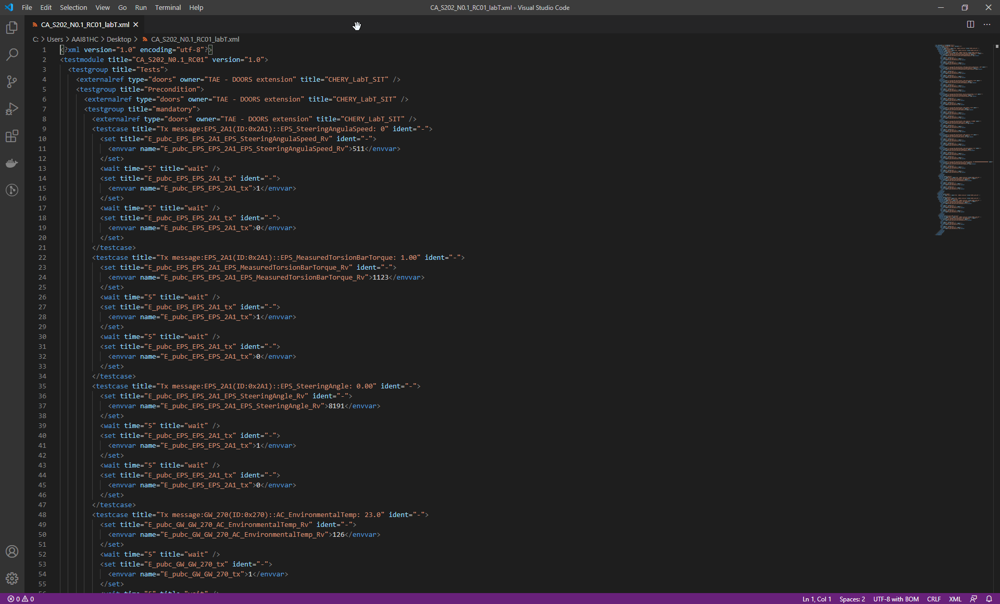 File Edit Selection View Go Run Terminal Help CA_S202_N0.1_RC01_labT.xml - Visual Studio Code
CA_S202_N0.1_RC01_labT.xml
C: > Users > AAI81HC > Desktop > CA_S202_N0.1_RC01_labT.xml
1 <?xml version="1.0" encoding="utf-8"?>
2 <testmodule title="CA_S202_N0.1_RC01" version="1.0">
3 <testgroup title="Tests">
4 <externalref type="doors" owner="TAE - DOORS extension" title="CHERY_LabT_SIT" />
5 <testgroup title="Precondition">
6 <externalref type="doors" owner="TAE - DOORS extension" title="CHERY_LabT_SIT" />
7 <testgroup title="mandatory">
8 <externalref type="doors" owner="TAE - DOORS extension" title="CHERY_LabT_SIT" />
9 <testcase title="Tx message:EPS_2A1(ID:0x2A1)::EPS_SteeringAngulaSpeed: 0" ident="-">
10 <set title="E_pubc_EPS_EPS_2A1_EPS_SteeringAngulaSpeed_Rv" ident="-">
11 <envvar name="E_pubc_EPS_EPS_2A1_EPS_SteeringAngulaSpeed_Rv">511</envvar>
12 </set>
13 <wait time="5" title="wait" />
14 <set title="E_pubc_EPS_EPS_2A1_tx" ident="-">
15 <envvar name="E_pubc_EPS_EPS_2A1_tx">1</envvar>
16 </set>
17 <wait time="5" title="wait" />
18 <set title="E_pubc_EPS_EPS_2A1_tx" ident="-">
19 <envvar name="E_pubc_EPS_EPS_2A1_tx">0</envvar>
20 </set>
21 </testcase>
22 <testcase title="Tx message:EPS_2A1(ID:0x2A1)::EPS_MeasuredTorsionBarTorque: 1.00" ident="-">
23 <set title="E_pubc_EPS_EPS_2A1_EPS_MeasuredTorsionBarTorque_Rv" ident="-">
24 <envvar name="E_pubc_EPS_EPS_2A1_EPS_MeasuredTorsionBarTorque_Rv">1123</envvar>
25 </set>
26 <wait time="5" title="wait" />
27 <set title="E_pubc_EPS_EPS_2A1_tx" ident="-">
28 <envvar name="E_pubc_EPS_EPS_2A1_tx">1</envvar>
29 </set>
30 <wait time="5" title="wait" />
31 <set title="E_pubc_EPS_EPS_2A1_tx" ident="-">
32 <envvar name="E_pubc_EPS_EPS_2A1_tx">0</envvar>
33 </set>
34 </testcase>
35 <testcase title="Tx message:EPS_2A1(ID:0x2A1)::EPS_SteeringAngle: 0.00" ident="-">
36 <set title="E_pubc_EPS_EPS_2A1_EPS_SteeringAngle_Rv" ident="-">
37 <envvar name="E_pubc_EPS_EPS_2A1_EPS_SteeringAngle_Rv">8191</envvar>
38 </set>
39 <wait time="5" title="wait" />
40 <set title="E_pubc_EPS_EPS_2A1_tx" ident="-">
41 <envvar name="E_pubc_EPS_EPS_2A1_tx">1</envvar>
42 </set>
43 <wait time="5" title="wait" />
44 <set title="E_pubc_EPS_EPS_2A1_tx" ident="-">
45 <envvar name="E_pubc_EPS_EPS_2A1_tx">0</envvar>
46 </set>
47 </testcase>
48 <testcase title="Tx message:GW_270(ID:0x270)::AC_EnvironmentalTemp: 23.0" ident="-">
49 <set title="E_pubc_GW_GW_270_AC_EnvironmentalTemp_Rv" ident="-">
50 <envvar name="E_pubc_GW_GW_270_AC_EnvironmentalTemp_Rv">126</envvar>
51 </set>
52 <wait time="5" title="wait" />
53 <set title="E_pubc_GW_GW_270_tx" ident="-">
54 <envvar name="E_pubc_GW_GW_270_tx">1</envvar>
55 </set>
0 0 Ln 1, Col 1 Spaces: 2 UTF-8 with BOM CRLF XML